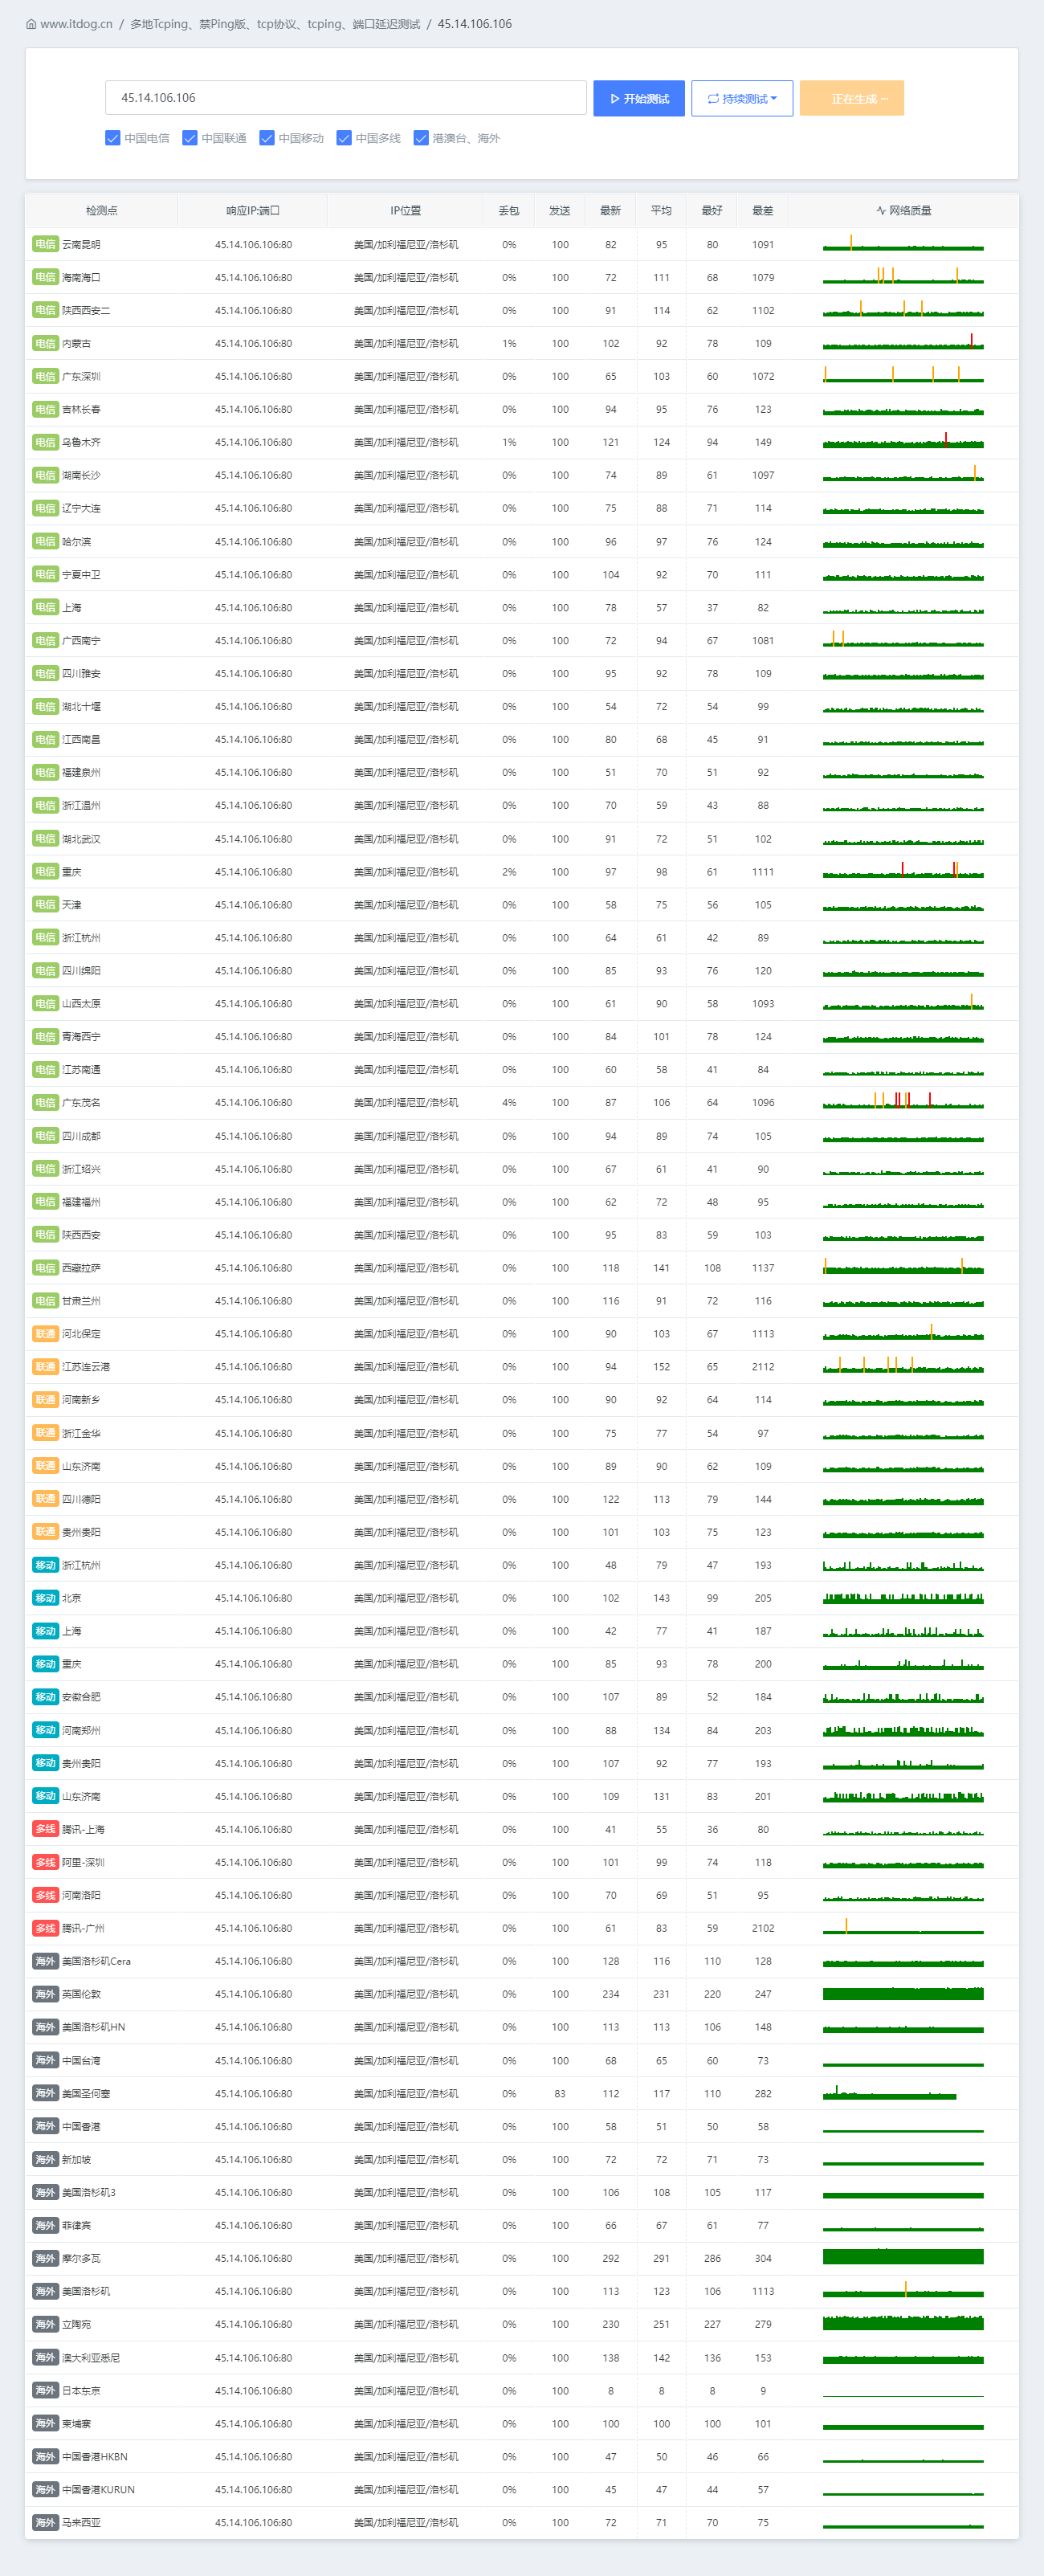 www.itdog.cn / 多地Tcping、禁Ping版、tcp协议、tcping、端口延迟测试 / 45.14.106.106
45.14.106.106 开始测试 持续测试 正在生成 ···
中国电信 中国联通 中国移动 中国多线 港澳台、海外
检测点 响应IP:端口 IP位置 丢包 发送 最新 平均 最好 最差 网络质量
电信 云南昆明 45.14.106.106:80 美国/加利福尼亚/洛杉矶 0% 100 82 95 80 1091
电信 海南海口 45.14.106.106:80 美国/加利福尼亚/洛杉矶 0% 100 72 111 68 1079
电信 陕西西安二 45.14.106.106:80 美国/加利福尼亚/洛杉矶 0% 100 91 114 62 1102
电信 内蒙古 45.14.106.106:80 美国/加利福尼亚/洛杉矶 1% 100 102 92 78 109
电信 广东深圳 45.14.106.106:80 美国/加利福尼亚/洛杉矶 0% 100 65 103 60 1072
电信 吉林长春 45.14.106.106:80 美国/加利福尼亚/洛杉矶 0% 100 94 95 76 123
电信 乌鲁木齐 45.14.106.106:80 美国/加利福尼亚/洛杉矶 1% 100 121 124 94 149
电信 湖南长沙 45.14.106.106:80 美国/加利福尼亚/洛杉矶 0% 100 74 89 61 1097
电信 辽宁大连 45.14.106.106:80 美国/加利福尼亚/洛杉矶 0% 100 75 88 71 114
电信 哈尔滨 45.14.106.106:80 美国/加利福尼亚/洛杉矶 0% 100 96 97 76 124
电信 宁夏中卫 45.14.106.106:80 美国/加利福尼亚/洛杉矶 0% 100 104 92 70 111
电信 上海 45.14.106.106:80 美国/加利福尼亚/洛杉矶 0% 100 78 57 37 82
电信 广西南宁 45.14.106.106:80 美国/加利福尼亚/洛杉矶 0% 100 72 94 67 1081
电信 四川雅安 45.14.106.106:80 美国/加利福尼亚/洛杉矶 0% 100 95 92 78 109
电信 湖北十堰 45.14.106.106:80 美国/加利福尼亚/洛杉矶 0% 100 54 72 54 99
电信 江西南昌 45.14.106.106:80 美国/加利福尼亚/洛杉矶 0% 100 80 68 45 91
电信 福建泉州 45.14.106.106:80 美国/加利福尼亚/洛杉矶 0% 100 51 70 51 92
电信 浙江温州 45.14.106.106:80 美国/加利福尼亚/洛杉矶 0% 100 70 59 43 88
电信 湖北武汉 45.14.106.106:80 美国/加利福尼亚/洛杉矶 0% 100 91 72 51 102
电信 重庆 45.14.106.106:80 美国/加利福尼亚/洛杉矶 2% 100 97 98 61 1111
电信 天津 45.14.106.106:80 美国/加利福尼亚/洛杉矶 0% 100 58 75 56 105
电信 浙江杭州 45.14.106.106:80 美国/加利福尼亚/洛杉矶 0% 100 64 61 42 89
电信 四川绵阳 45.14.106.106:80 美国/加利福尼亚/洛杉矶 0% 100 85 93 76 120
电信 山西太原 45.14.106.106:80 美国/加利福尼亚/洛杉矶 0% 100 61 90 58 1093
电信 青海西宁 45.14.106.106:80 美国/加利福尼亚/洛杉矶 0% 100 84 101 78 124
电信 江苏南通 45.14.106.106:80 美国/加利福尼亚/洛杉矶 0% 100 60 58 41 84
电信 广东茂名 45.14.106.106:80 美国/加利福尼亚/洛杉矶 4% 100 87 106 64 1096
电信 四川成都 45.14.106.106:80 美国/加利福尼亚/洛杉矶 0% 100 94 89 74 105
电信 浙江绍兴 45.14.106.106:80 美国/加利福尼亚/洛杉矶 0% 100 67 61 41 90
电信 福建福州 45.14.106.106:80 美国/加利福尼亚/洛杉矶 0% 100 62 72 48 95
电信 陕西西安 45.14.106.106:80 美国/加利福尼亚/洛杉矶 0% 100 95 83 59 103
电信 西藏拉萨 45.14.106.106:80 美国/加利福尼亚/洛杉矶 0% 100 118 141 108 1137
电信 甘肃兰州 45.14.106.106:80 美国/加利福尼亚/洛杉矶 0% 100 116 91 72 116
联通 河北保定 45.14.106.106:80 美国/加利福尼亚/洛杉矶 0% 100 90 103 67 1113
联通 江苏连云港 45.14.106.106:80 美国/加利福尼亚/洛杉矶 0% 100 94 152 65 2112
联通 河南新乡 45.14.106.106:80 美国/加利福尼亚/洛杉矶 0% 100 90 92 64 114
联通 浙江金华 45.14.106.106:80 美国/加利福尼亚/洛杉矶 0% 100 75 77 54 97
联通 山东济南 45.14.106.106:80 美国/加利福尼亚/洛杉矶 0% 100 89 90 62 109
联通 四川德阳 45.14.106.106:80 美国/加利福尼亚/洛杉矶 0% 100 122 113 79 144
联通 贵州贵阳 45.14.106.106:80 美国/加利福尼亚/洛杉矶 0% 100 101 103 75 123
移动 浙江杭州 45.14.106.106:80 美国/加利福尼亚/洛杉矶 0% 100 48 79 47 193
移动 北京 45.14.106.106:80 美国/加利福尼亚/洛杉矶 0% 100 102 143 99 205
移动 上海 45.14.106.106:80 美国/加利福尼亚/洛杉矶 0% 100 42 77 41 187
移动 重庆 45.14.106.106:80 美国/加利福尼亚/洛杉矶 0% 100 85 93 78 200
移动 安徽合肥 45.14.106.106:80 美国/加利福尼亚/洛杉矶 0% 100 107 89 52 184
移动 河南郑州 45.14.106.106:80 美国/加利福尼亚/洛杉矶 0% 100 88 134 84 203
移动 贵州贵阳 45.14.106.106:80 美国/加利福尼亚/洛杉矶 0% 100 107 92 77 193
移动 山东济南 45.14.106.106:80 美国/加利福尼亚/洛杉矶 0% 100 109 131 83 201
多线 腾讯-上海 45.14.106.106:80 美国/加利福尼亚/洛杉矶 0% 100 41 55 36 80
多线 阿里-深圳 45.14.106.106:80 美国/加利福尼亚/洛杉矶 0% 100 101 99 74 118
多线 河南洛阳 45.14.106.106:80 美国/加利福尼亚/洛杉矶 0% 100 70 69 51 95
多线 腾讯-广州 45.14.106.106:80 美国/加利福尼亚/洛杉矶 0% 100 61 83 59 2102
海外 美国洛杉矶Cera 45.14.106.106:80 美国/加利福尼亚/洛杉矶 0% 100 128 116 110 128
海外 英国伦敦 45.14.106.106:80 美国/加利福尼亚/洛杉矶 0% 100 234 231 220 247
海外 美国洛杉矶HN 45.14.106.106:80 美国/加利福尼亚/洛杉矶 0% 100 113 113 106 148
海外 中国台湾 45.14.106.106:80 美国/加利福尼亚/洛杉矶 0% 100 68 65 60 73
海外 美国圣何塞 45.14.106.106:80 美国/加利福尼亚/洛杉矶 0% 83 112 117 110 282
海外 中国香港 45.14.106.106:80 美国/加利福尼亚/洛杉矶 0% 100 58 51 50 58
海外 新加坡 45.14.106.106:80 美国/加利福尼亚/洛杉矶 0% 100 72 72 71 73
海外 美国洛杉矶3 45.14.106.106:80 美国/加利福尼亚/洛杉矶 0% 100 106 108 105 117
海外 菲律宾 45.14.106.106:80 美国/加利福尼亚/洛杉矶 0% 100 66 67 61 77
海外 摩尔多瓦 45.14.106.106:80 美国/加利福尼亚/洛杉矶 0% 100 292 291 286 304
海外 美国洛杉矶 45.14.106.106:80 美国/加利福尼亚/洛杉矶 0% 100 113 123 106 1113
海外 立陶宛 45.14.106.106:80 美国/加利福尼亚/洛杉矶 0% 100 230 251 227 279
海外 澳大利亚悉尼 45.14.106.106:80 美国/加利福尼亚/洛杉矶 0% 100 138 142 136 153
海外 日本东京 45.14.106.106:80 美国/加利福尼亚/洛杉矶 0% 100 8 8 8 9
海外 柬埔寨 45.14.106.106:80 美国/加利福尼亚/洛杉矶 0% 100 100 100 100 101
海外 中国香港HKBN 45.14.106.106:80 美国/加利福尼亚/洛杉矶 0% 100 47 50 46 66
海外 中国香港KURUN 45.14.106.106:80 美国/加利福尼亚/洛杉矶 0% 100 45 47 44 57
海外 马来西亚 45.14.106.106:80 美国/加利福尼亚/洛杉矶 0% 100 72 71 70 75